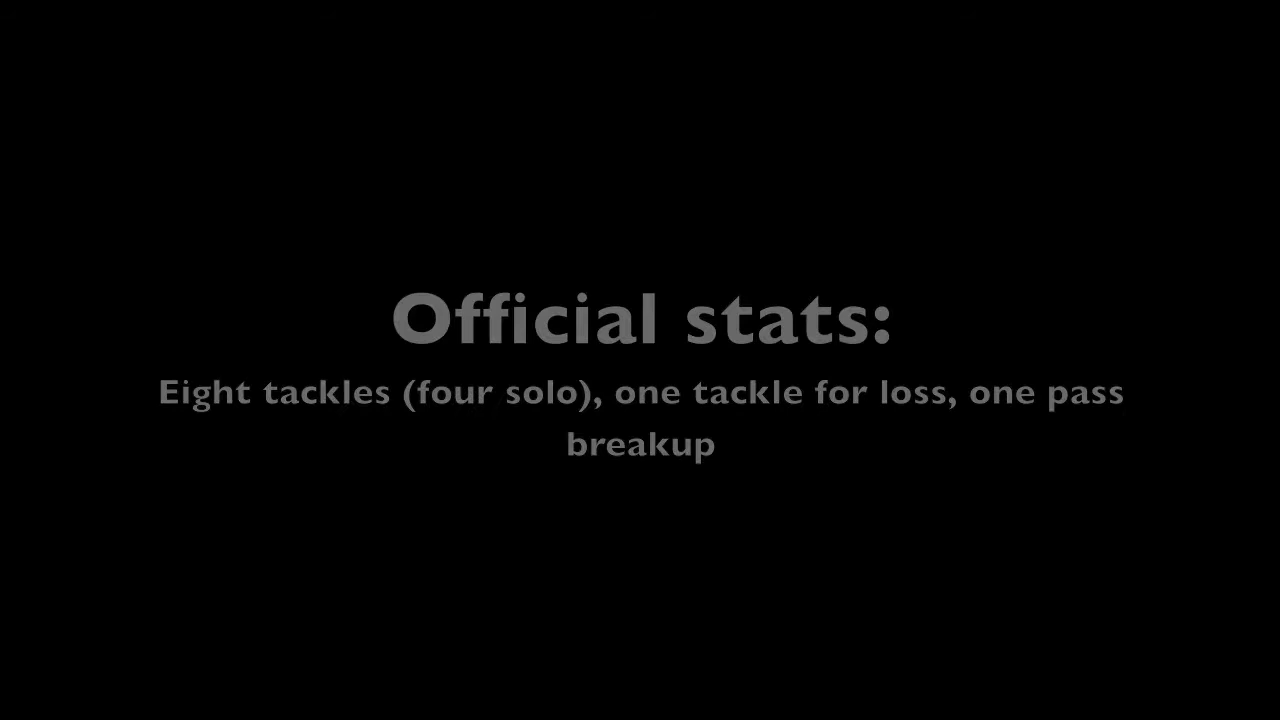 Official stats:
Eight tackles (four solo), one tackle for loss, one pass
breakup